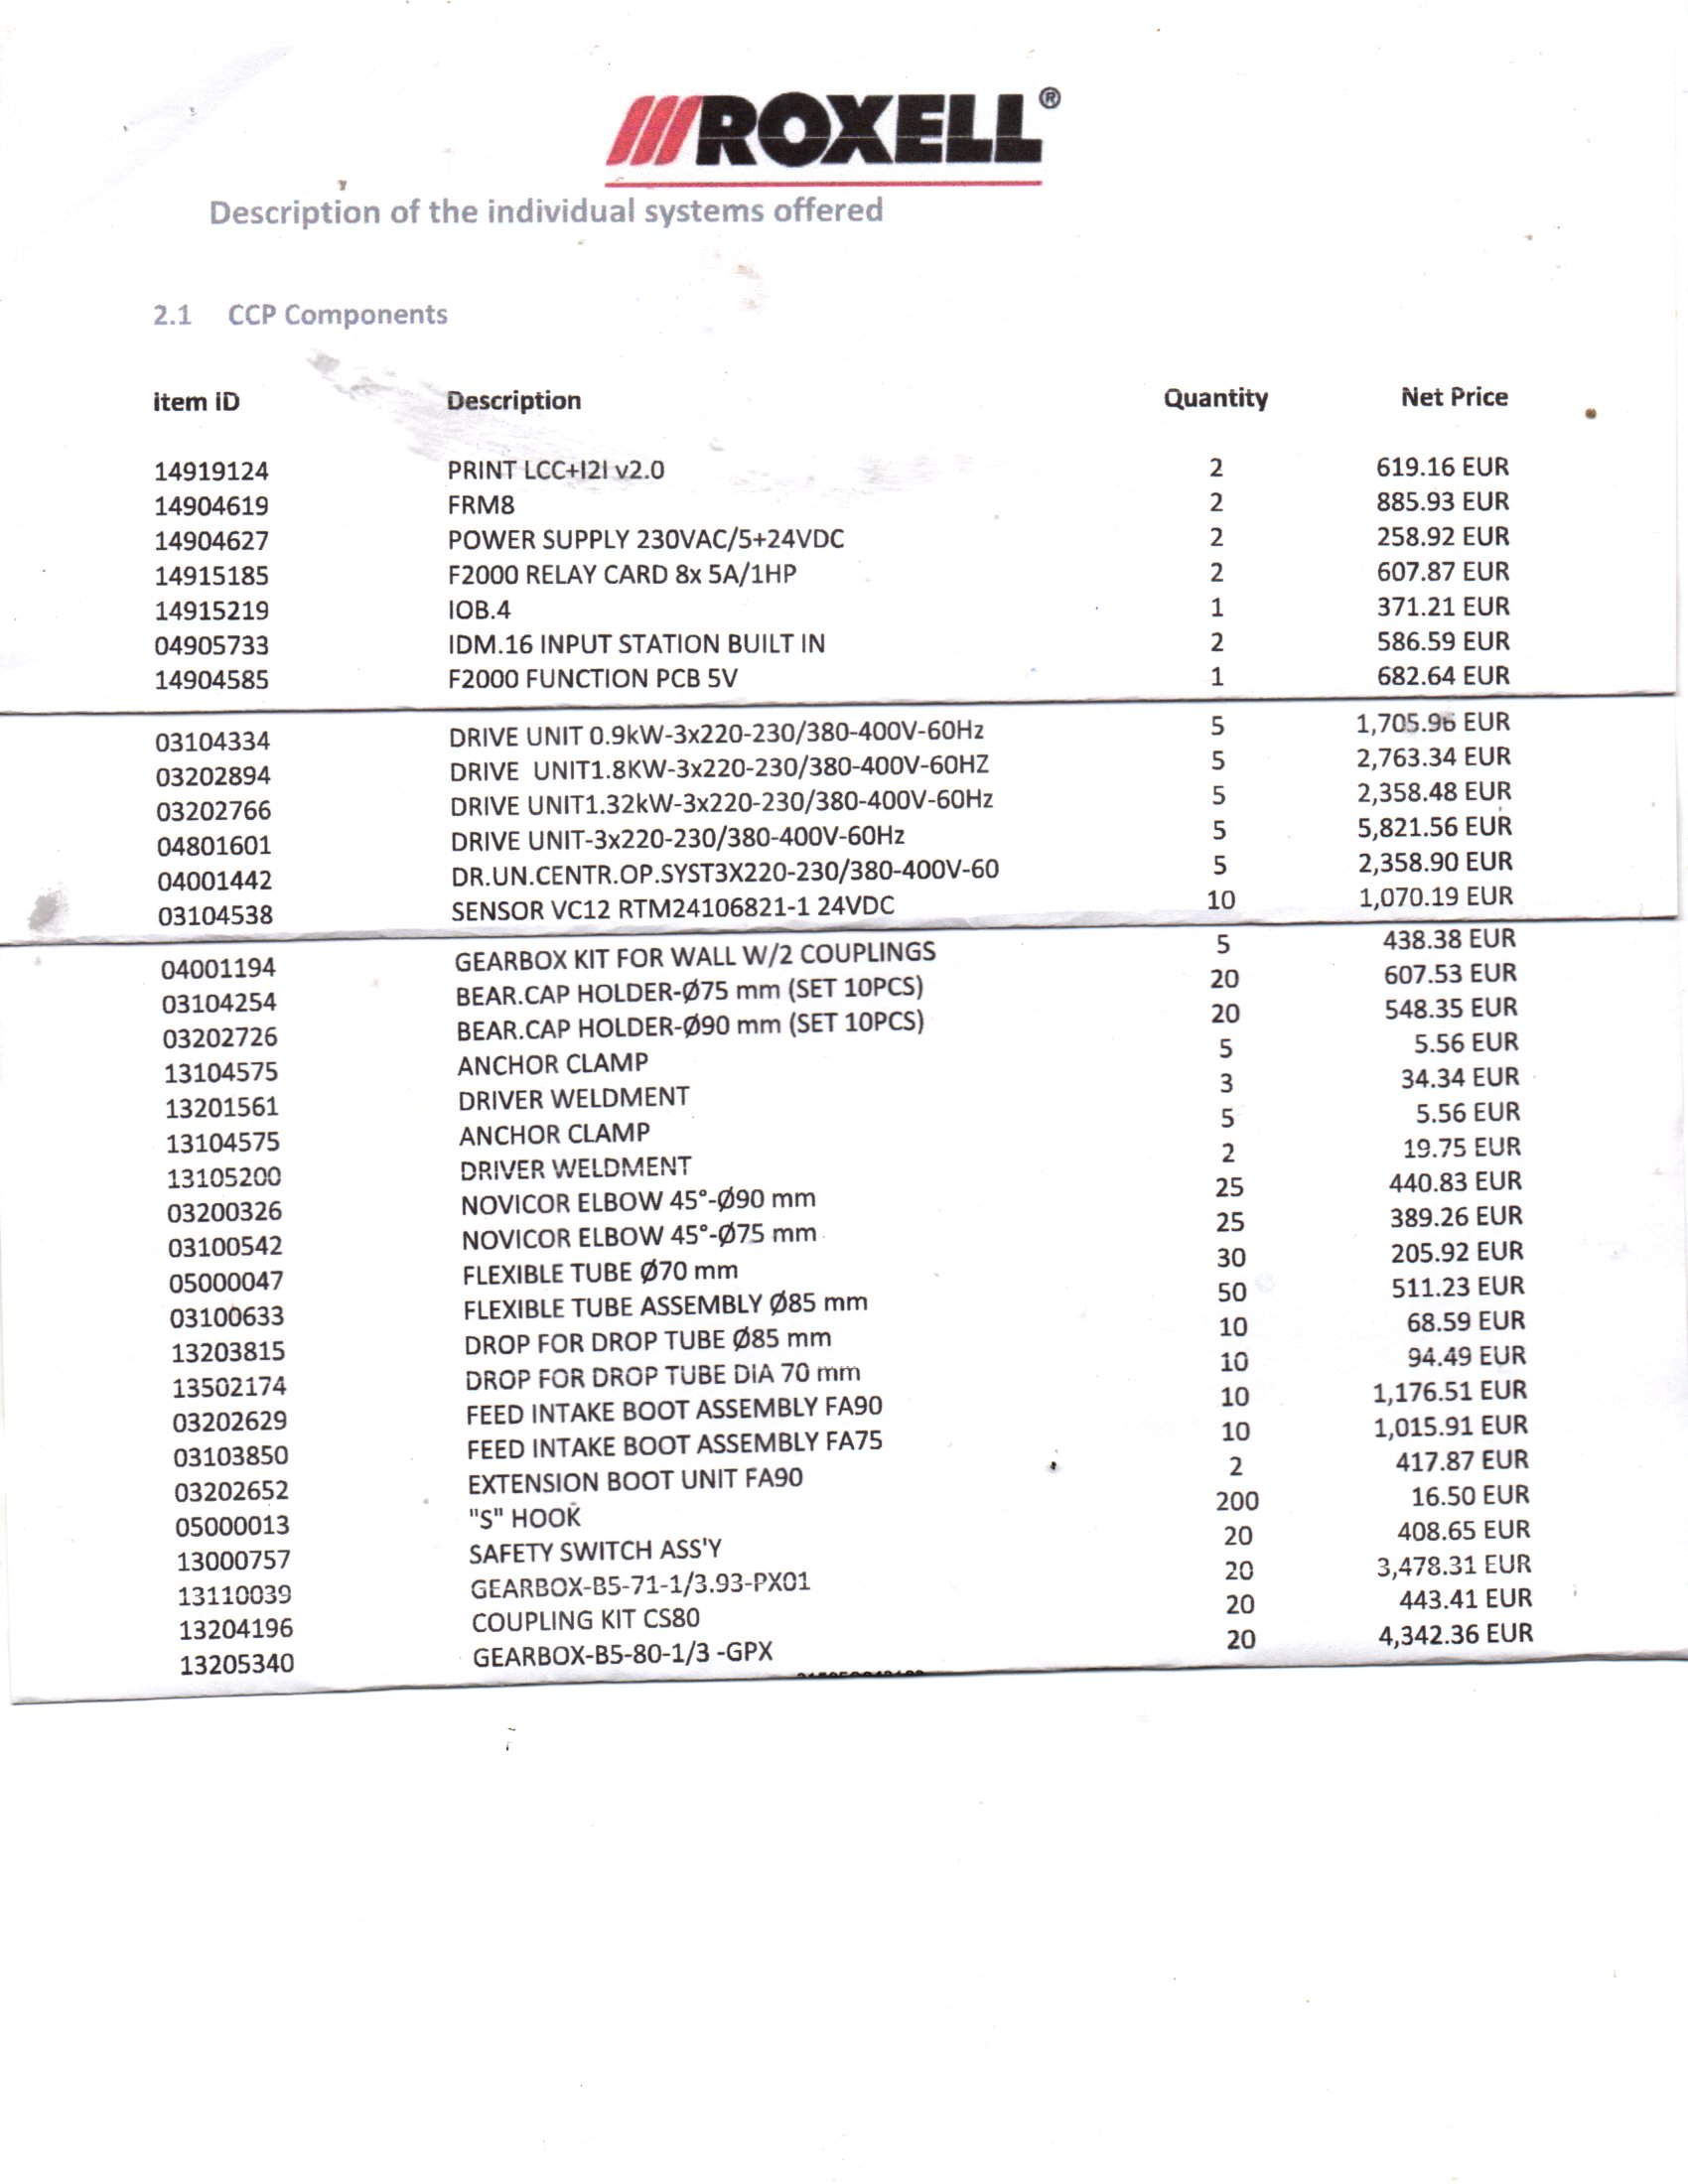 ROXELL®
Description of the individual systems offered
2.1 CCP Components
item iD Description Quantity Net Price
14919124 PRINT LCC+I2I v2.0 2 619.16 EUR
14904619 FRM8 2 885.93 EUR
14904627 POWER SUPPLY 230VAC/5+24VDC 2 258.92 EUR
14915185 F2000 RELAY CARD 8x 5A/1HP 2 607.87 EUR
14915219 IOB.4 1 371.21 EUR
04905733 IDM.16 INPUT STATION BUILT IN 2 586.59 EUR
14904585 F2000 FUNCTION PCB 5V 1 682.64 EUR
03104334 DRIVE UNIT 0.9kW-3x220-230/380-400V-60Hz 5 1,705.96 EUR
03202894 DRIVE UNIT1.8KW-3x220-230/380-400V-60HZ 5 2,763.34 EUR
03202766 DRIVE UNIT1.32kW-3x220-230/380-400V-60Hz 5 2,358.48 EUR
04801601 DRIVE UNIT-3x220-230/380-400V-60Hz 5 5,821.56 EUR
04001442 DR.UN.CENTR.OP.SYST3X220-230/380-400V-60 5 2,358.90 EUR
03104538 SENSOR VC12 RTM24106821-1 24VDC 10 1,070.19 EUR
04001194 GEARBOX KIT FOR WALL W/2 COUPLINGS 5 438.38 EUR
03104254 BEAR.CAP HOLDER-Ø75 mm (SET 10PCS) 20 607.53 EUR
03202726 BEAR.CAP HOLDER-Ø90 mm (SET 10PCS) 20 548.35 EUR
13104575 ANCHOR CLAMP 5 5.56 EUR
13201561 DRIVER WELDMENT 3 34.34 EUR
13104575 ANCHOR CLAMP 5 5.56 EUR
13105200 DRIVER WELDMENT 2 19.75 EUR
03200326 NOVICOR ELBOW 45°-Ø90 mm 25 440.83 EUR
03100542 NOVICOR ELBOW 45°-Ø75 mm 25 389.26 EUR
05000047 FLEXIBLE TUBE Ø70 mm 30 205.92 EUR
03100633 FLEXIBLE TUBE ASSEMBLY Ø85 mm 50 511.23 EUR
13203815 DROP FOR DROP TUBE Ø85 mm 10 68.59 EUR
13502174 DROP FOR DROP TUBE DIA 70 mm 10 94.49 EUR
03202629 FEED INTAKE BOOT ASSEMBLY FA90 10 1,176.51 EUR
03103850 FEED INTAKE BOOT ASSEMBLY FA75 10 1,015.91 EUR
03202652 EXTENSION BOOT UNIT FA90 2 417.87 EUR
05000013 "S" HOOK 200 16.50 EUR
13000757 SAFETY SWITCH ASS'Y 20 408.65 EUR
13110039 GEARBOX-B5-71-1/3.93-PX01 20 3,478.31 EUR
13204196 COUPLING KIT CS80 20 443.41 EUR
13205340 GEARBOX-B5-80-1/3 -GPX 20 4,342.36 EUR